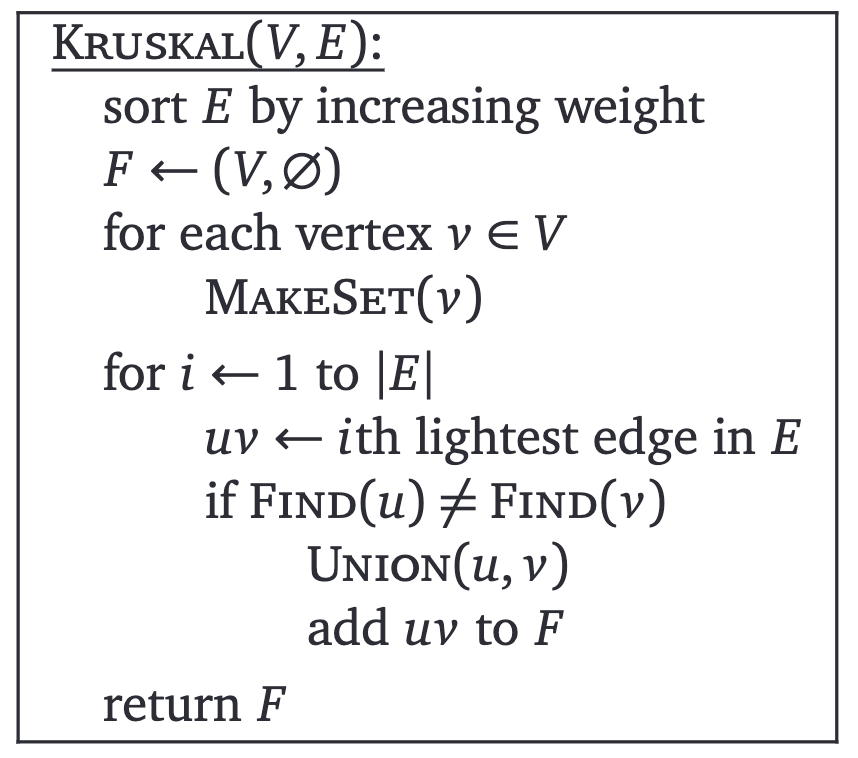 KRUSKAL(V, E):
sort E by increasing weight
F ← (V, ∅)
for each vertex v ∈ V
MAKESET(v)
for i ← 1 to |E|
uv ← ith lightest edge in E
if FIND(u) ≠ FIND(v)
UNION(u, v)
add uv to F
return F